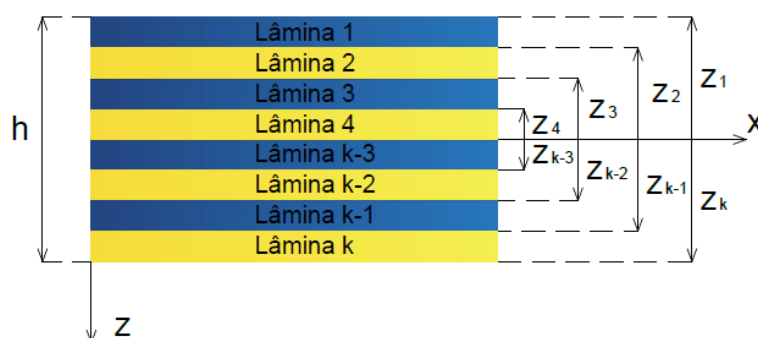 Lâmina 1
Lâmina 2
Lâmina 3
Lâmina 4
Lâmina k-3
Lâmina k-2
Lâmina k-1
Lâmina k
h
z
x
z4
zk-3
z3
zk-2
z2
zk-1
z1
zk